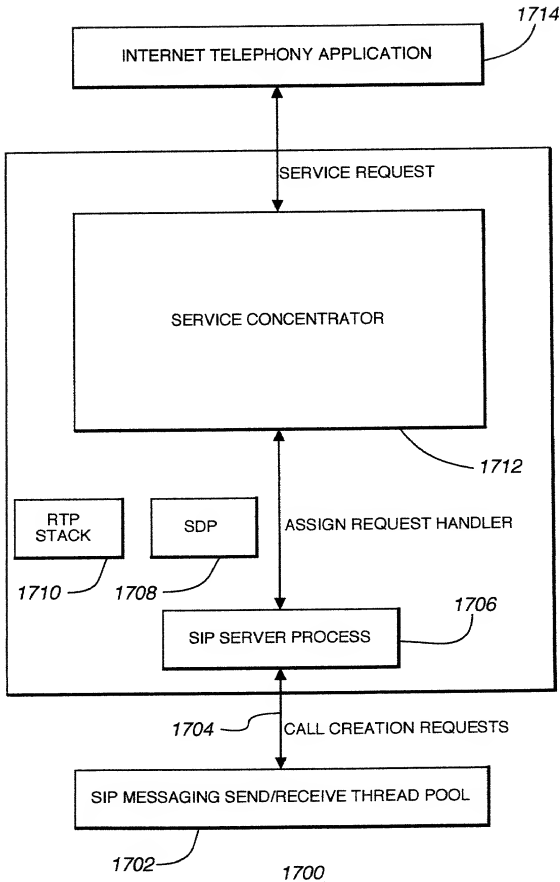 1714
INTERNET TELEPHONY APPLICATION
SERVICE REQUEST
SERVICE CONCENTRATOR
1712
RTP
STACK
SDP
ASSIGN REQUEST HANDLER
1710
1708
1706
SIP SERVER PROCESS
1704
CALL CREATION REQUESTS
SIP MESSAGING SEND/RECEIVE THREAD POOL
1702
1700